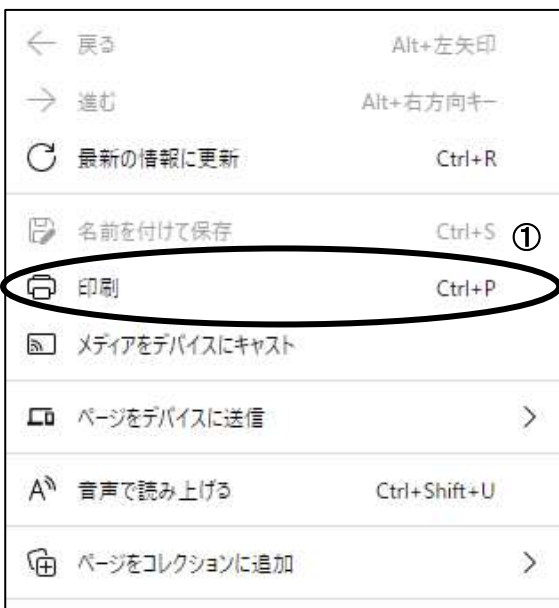 戻る Alt+左矢印
進む Alt+右方向キー
最新の情報に更新 Ctrl+R
名前を付けて保存 Ctrl+S ①
印刷 Ctrl+P
メディアをデバイスにキャスト
ページをデバイスに送信
音声で読み上げる Ctrl+Shift+U
ページをコレクションに追加